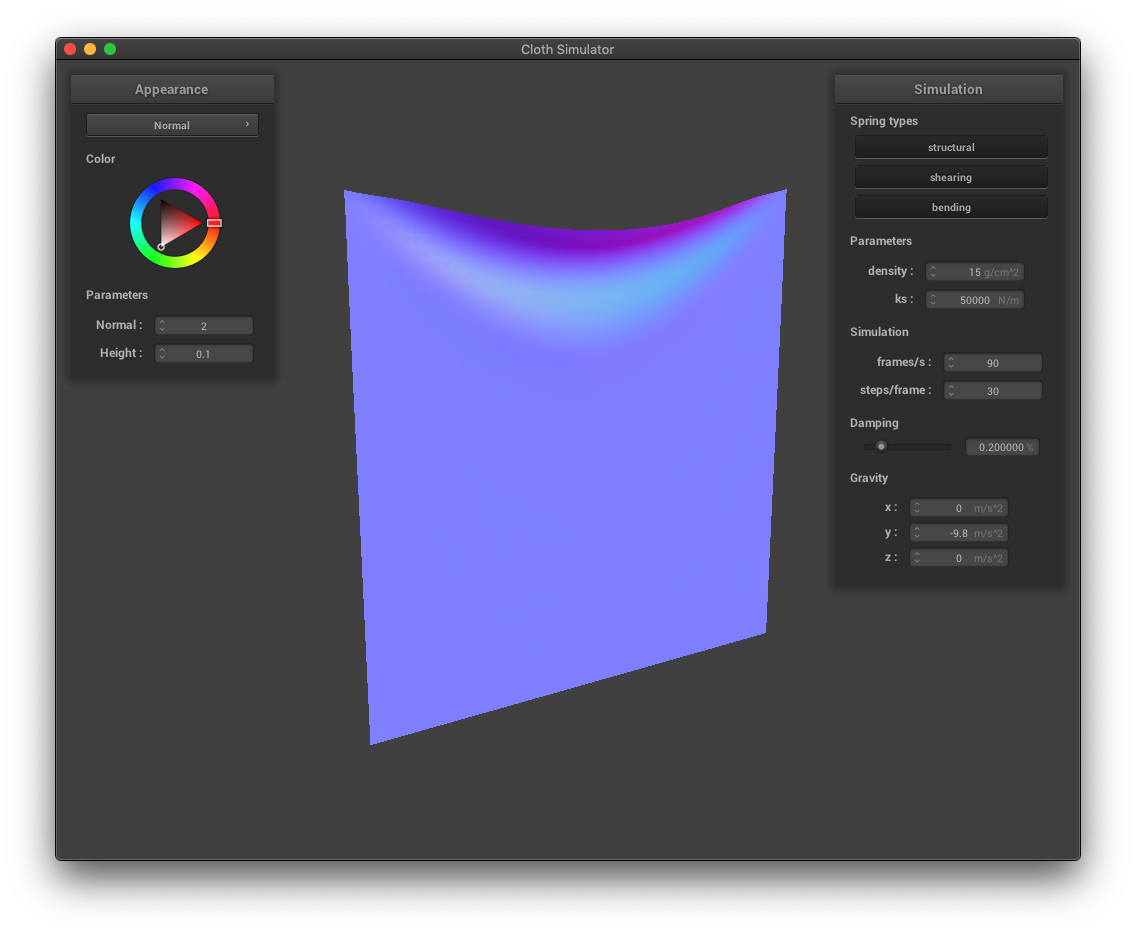 Cloth Simulator
Appearance
Normal
Color
Parameters
Normal : 2
Height : 0.1
Simulation
Spring types
structural
shearing
bending
Parameters
density : 15 g/cm^2
ks : 50000 N/m
Simulation
frames/s : 90
steps/frame : 30
Damping
0.200000 %
Gravity
x : 0 m/s^2
y : -9.8 m/s^2
z : 0 m/s^2